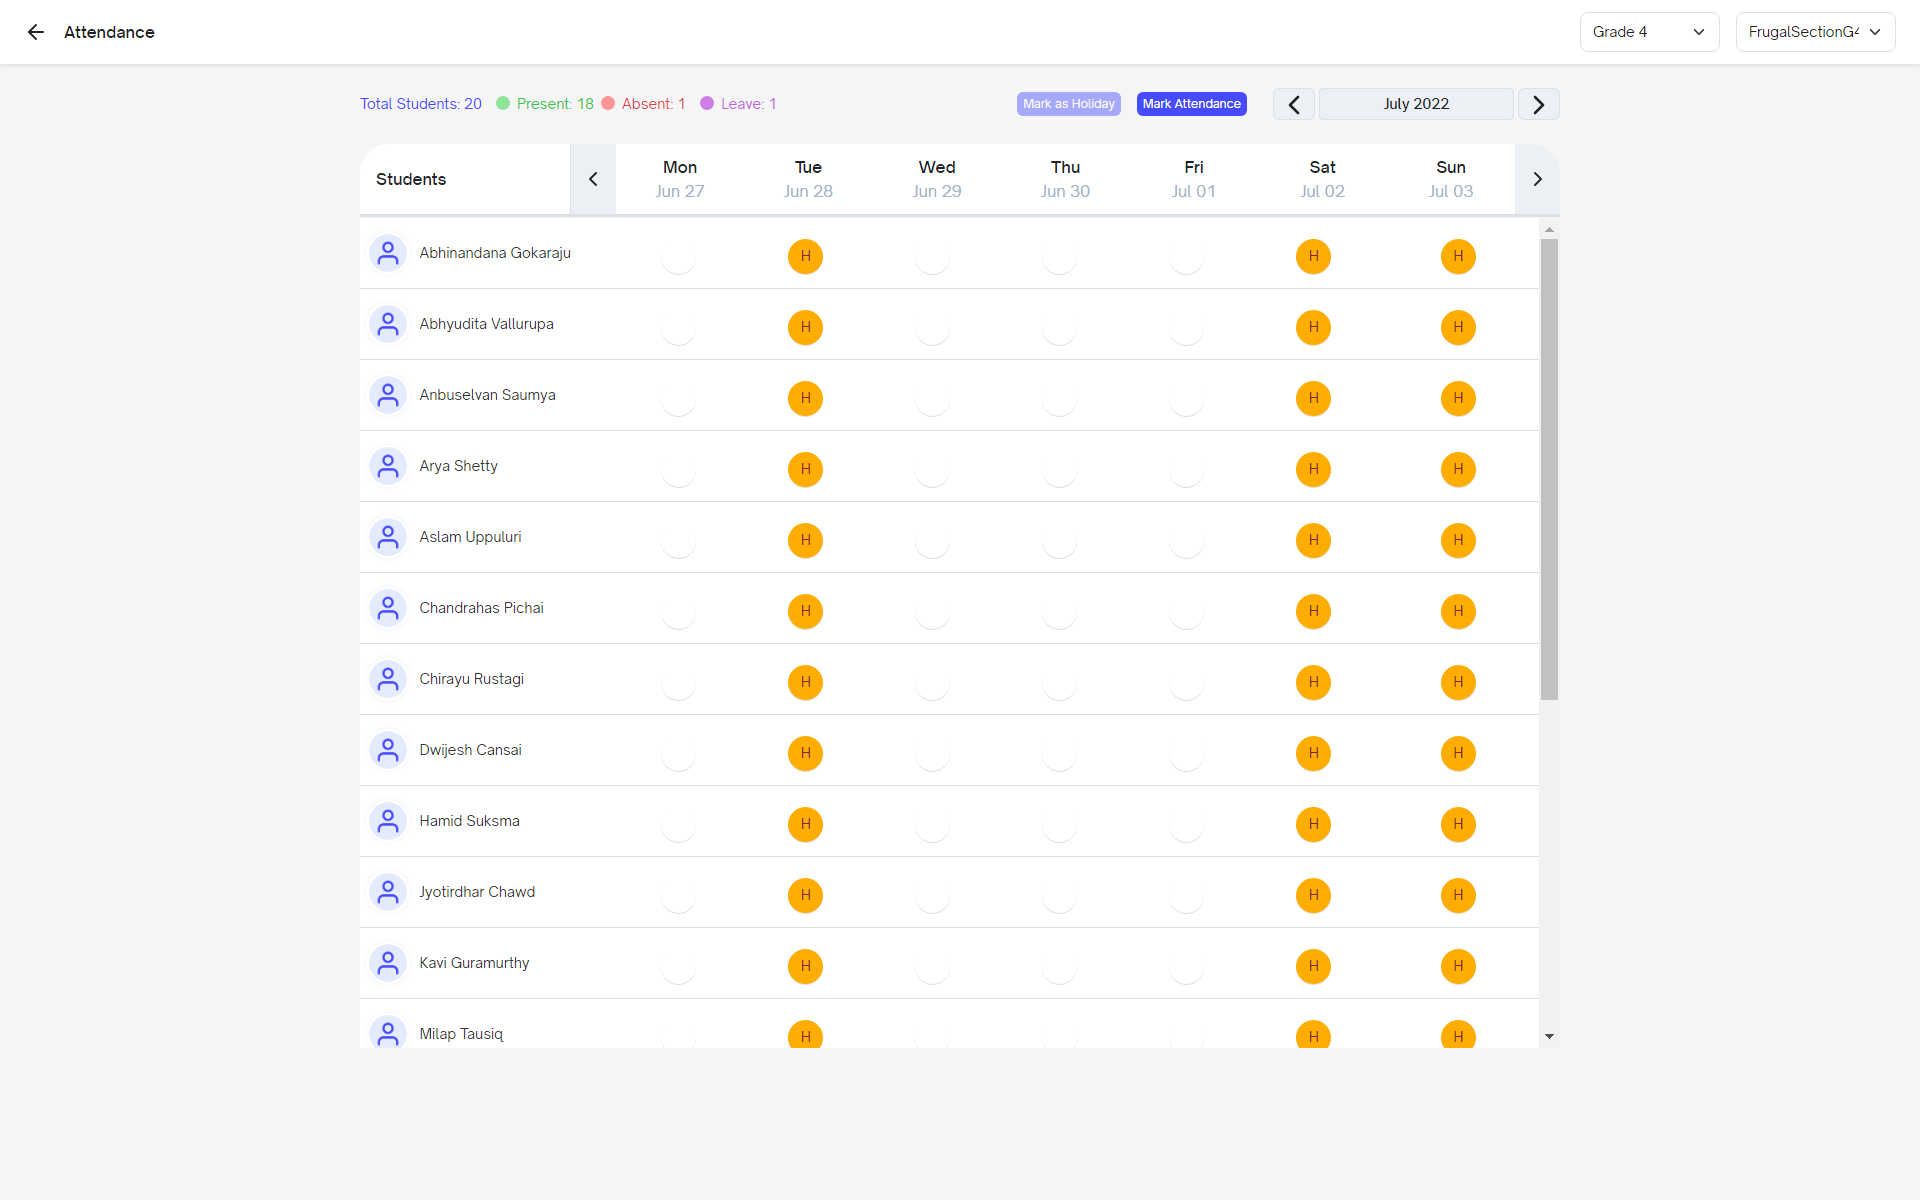 Attendance
Grade 4
FrugalSectionG4
Total Students: 20 Present: 18 Absent: 1 Leave: 1
Mark as Holiday
Mark Attendance
July 2022
Students Mon Tue Wed Thu Fri Sat Sun
Jun 27 Jun 28 Jun 29 Jun 30 Jul 01 Jul 02 Jul 03
Abhinandana Gokaraju H H H
Abhyudita Vallurupa H H H
Anbuselvan Saumya H H H
Arya Shetty H H H
Aslam Uppuluri H H H
Chandrahas Pichai H H H
Chirayu Rustagi H H H
Dwijesh Cansai H H H
Hamid Suksma H H H
Jyotirdhar Chawd H H H
Kavi Guramurthy H H H
Milap Tausiq H H H